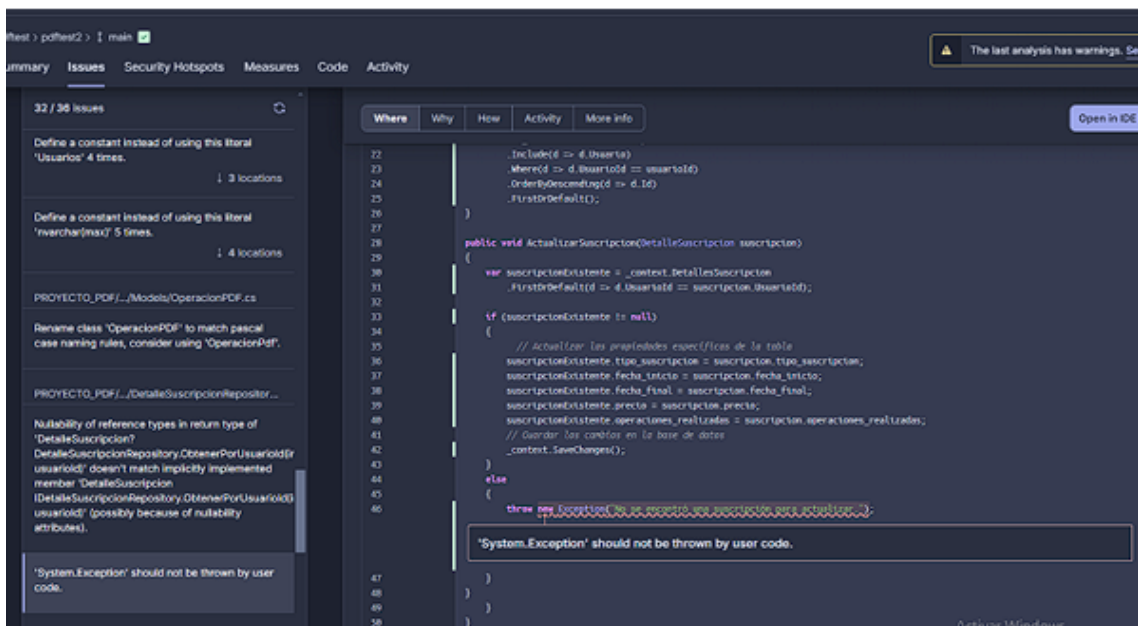 pdftest2 > main
Issues Security Hotspots Measures Code Activity
The last analysis has warnings.
32 / 36 issues
Define a constant instead of using this literal
'Usuarios' 4 times.
3 locations
Define a constant instead of using this literal
'nvarchar(max)' 5 times.
4 locations
PROYECTO_PDF/.../Models/OperacionPDF.cs
Rename class 'OperacionPDF' to match pascal
case naming rules, consider using 'OperacionPdf'.
PROYECTO_PDF/.../DetalleSuscripcionRepositor...
Nullability of reference types in return type of
'DetalleSuscripcion?
DetalleSuscripcionRepository.ObtenerPorUsuarioId(
usuarioId)' doesn't match implicitly implemented
member 'DetalleSuscripcion
IDetalleSuscripcionRepository.ObtenerPorUsuarioId(
usuarioId)' (possibly because of nullability
attributes).
'System.Exception' should not be thrown by user
code.
Where Why How Activity More info
Open in IDE
22 .Include(d => d.Usuario)
23 .Where(d => d.UsuarioId == usuarioId)
24 .OrderByDescending(d => d.Id)
25 .FirstOrDefault();
26 }
27
28 public void ActualizarSuscripcion(DetalleSuscripcion suscripcion)
29 {
30 var suscripcionExistente = _context.DetallesSuscripcion
31 .FirstOrDefault(d => d.UsuarioId == suscripcion.UsuarioId);
32
33 if (suscripcionExistente != null)
34 {
35 // Actualizar las propiedades específicas de la tabla
36 suscripcionExistente.tipo_suscripcion = suscripcion.tipo_suscripcion;
37 suscripcionExistente.fecha_inicio = suscripcion.fecha_inicio;
38 suscripcionExistente.fecha_final = suscripcion.fecha_final;
39 suscripcionExistente.precio = suscripcion.precio;
40 suscripcionExistente.operaciones_realizadas = suscripcion.operaciones_realizadas;
41 // Guardar los cambios en la base de datos
42 _context.SaveChanges();
43 }
44 else
45 {
46 throw new Exception("No se encontró una suscripción para actualizar.");
'System.Exception' should not be thrown by user code.
47 }
48 }
49 }
50 }